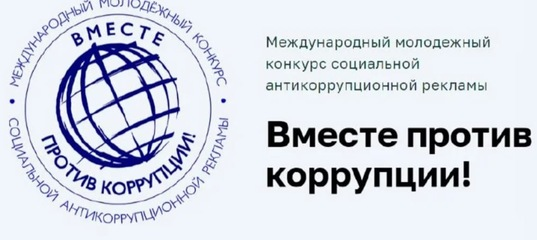 МЕЖДУНАРОДНЫЙ МОЛОДЕЖНЫЙ КОНКУРС
ВМЕСТЕ
ПРОТИВ КОРРУПЦИИ!
СОЦИАЛЬНОЙ АНТИКОРРУПЦИОННОЙ РЕКЛАМЫ
Международный молодежный
конкурс социальной
антикоррупционной рекламы
Вместе против
коррупции!